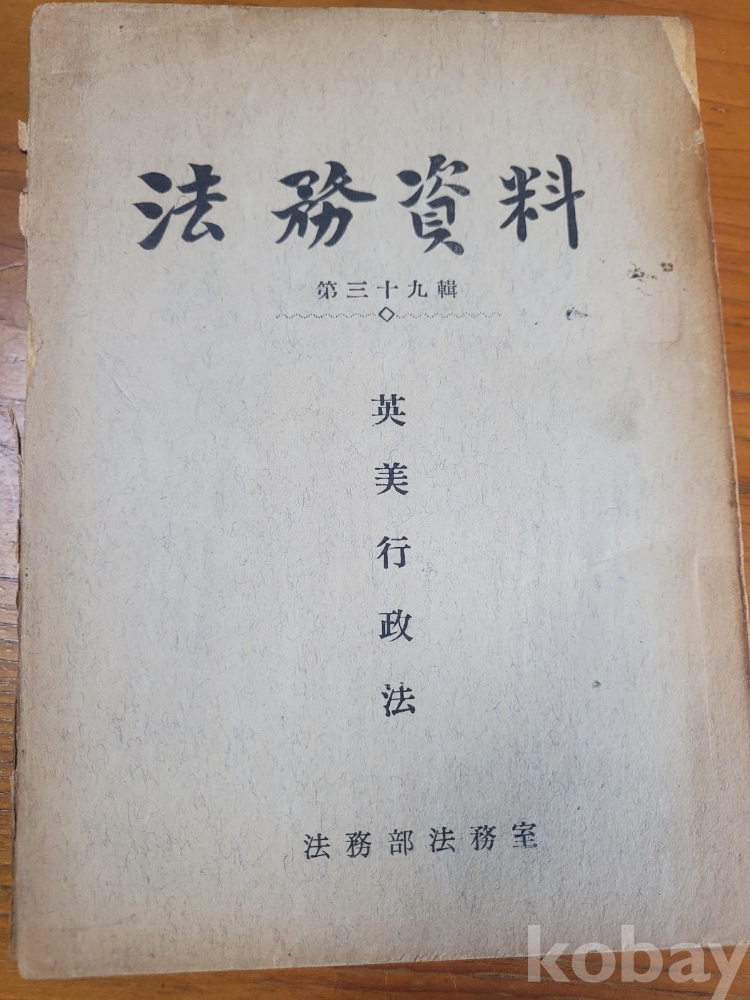 法務資料
第三十九輯
英美行政法
法務部法務室
kobay